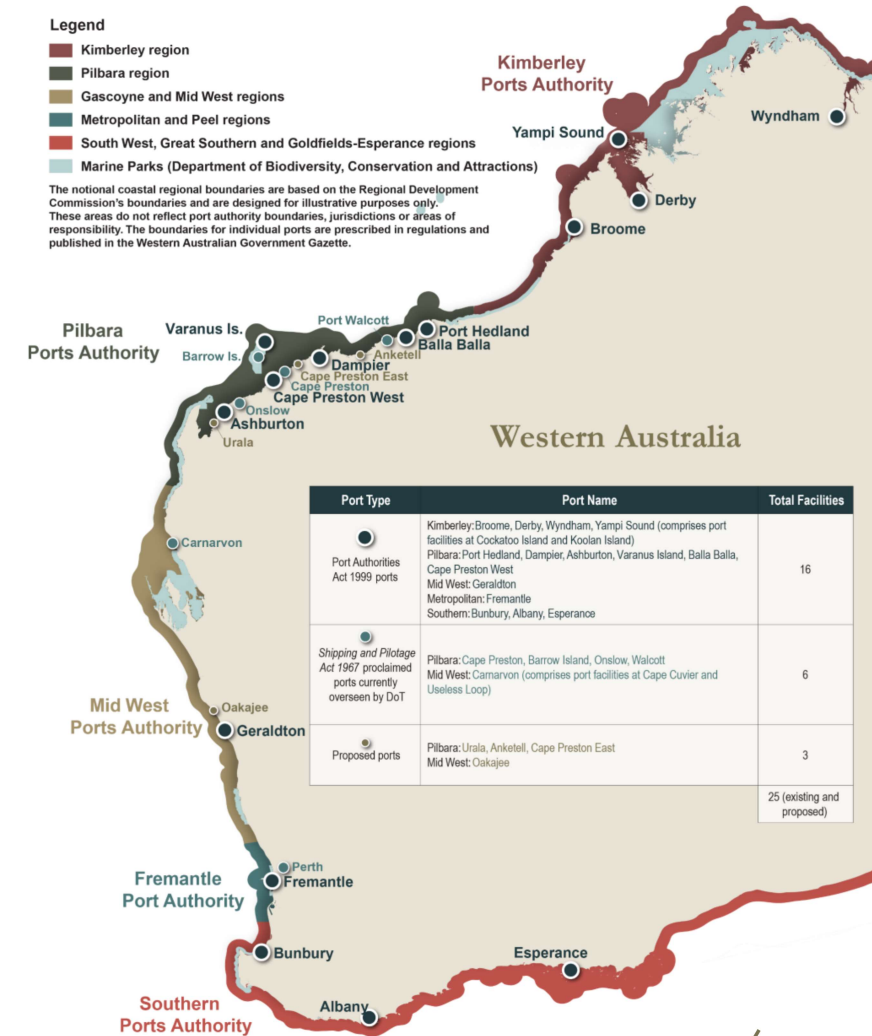 Legend
Kimberley region
Pilbara region
Gascoyne and Mid West regions
Metropolitan and Peel regions
South West, Great Southern and Goldfields-Esperance regions
Marine Parks (Department of Biodiversity, Conservation and Attractions)
The notional coastal regional boundaries are based on the Regional Development
Commission's boundaries and are designed for illustrative purposes only.
These areas do not reflect port authority boundaries, jurisdictions or areas of
responsibility. The boundaries for individual ports are prescribed in regulations and
published in the Western Australian Government Gazette.
Kimberley
Ports Authority
Wyndham
Yampi Sound
Derby
Broome
Pilbara
Ports Authority
Varanus Is.
Barrow Is.
Port Walcott
Port Hedland
Balla Balla
Anketell
Dampier
Cape Preston East
Cape Preston
Cape Preston West
Onslow
Ashburton
Urala
Western Australia
Carnarvon
Port Type
Port Name
Total Facilities
Port Authorities
Act 1999 ports
Kimberley: Broome, Derby, Wyndham, Yampi Sound (comprises port
facilities at Cockatoo Island and Koolan Island)
Pilbara: Port Hedland, Dampier, Ashburton, Varanus Island, Balla Balla,
Cape Preston West
Mid West: Geraldton
Metropolitan: Fremantle
Southern: Bunbury, Albany, Esperance
16
Shipping and Pilotage
Act 1967 proclaimed
ports currently
overseen by DoT
Pilbara: Cape Preston, Barrow Island, Onslow, Walcott
Mid West: Carnarvon (comprises port facilities at Cape Cuvier and
Useless Loop)
6
Proposed ports
Pilbara: Urala, Anketell, Cape Preston East
Mid West: Oakajee
3
25 (existing and
proposed)
Mid West
Ports Authority
Oakajee
Geraldton
Fremantle
Port Authority
Perth
Fremantle
Bunbury
Esperance
Albany
Southern
Ports Authority